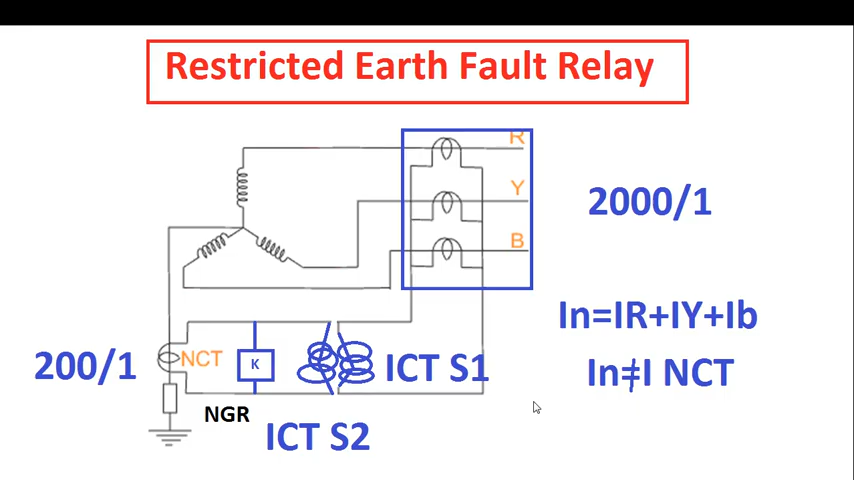 Restricted Earth Fault Relay
R
Y
2000/1
B
In=IR+IY+Ib
In≠I NCT
200/1
NCT
K
ICT S1
NGR
ICT S2